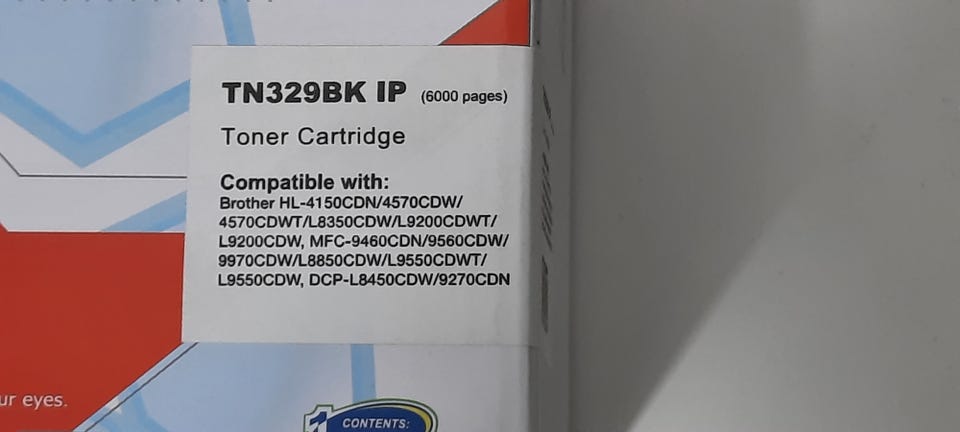 TN329BK IP (6000 pages)
Toner Cartridge
Compatible with:
Brother HL-4150CDN/4570CDW/
4570CDWT/L8350CDW/L9200CDWT/
L9200CDW, MFC-9460CDN/9560CDW/
9970CDW/L8850CDW/L9550CDWT/
L9550CDW, DCP-L8450CDW/9270CDN
ur eyes.
1 CONTENTS: